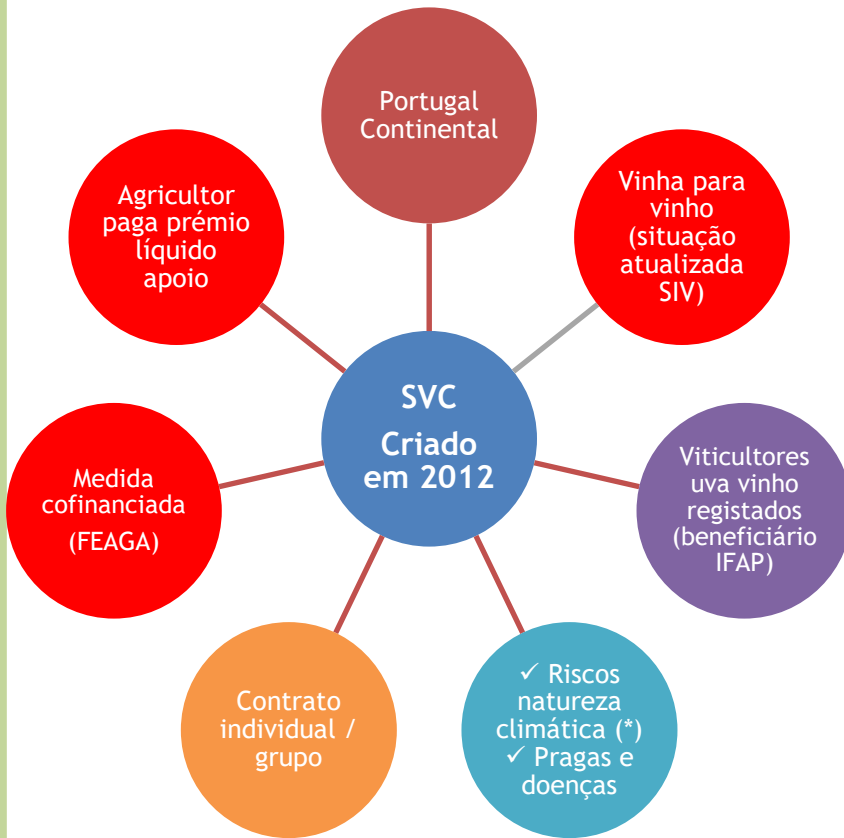 Portugal
Continental
Agricultor
paga prémio
líquido
apoio
Vinha para
vinho
(situação
atualizada
SIV)
SVC
Criado
em 2012
Medida
cofinanciada
(FEAGA)
Viticultores
uva vinho
registados
(beneficiário
IFAP)
Contrato
individual /
grupo
✓ Riscos
natureza
climática (*)
✓ Pragas e
doenças